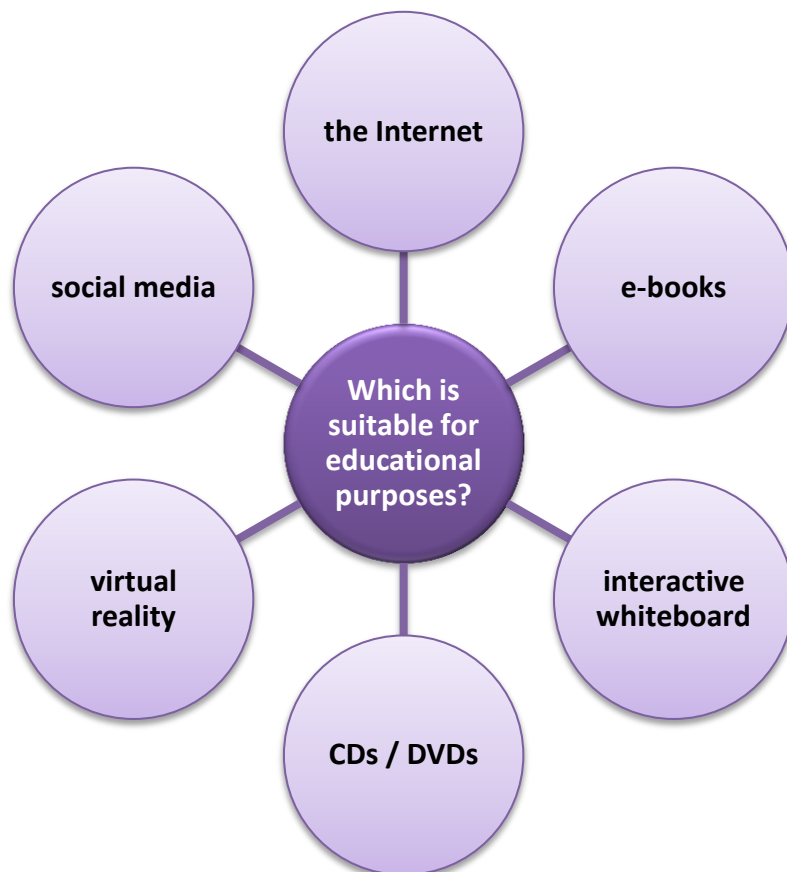 the Internet
social media
e-books
Which is
suitable for
educational
purposes?
virtual
reality
interactive
whiteboard
CDs / DVDs